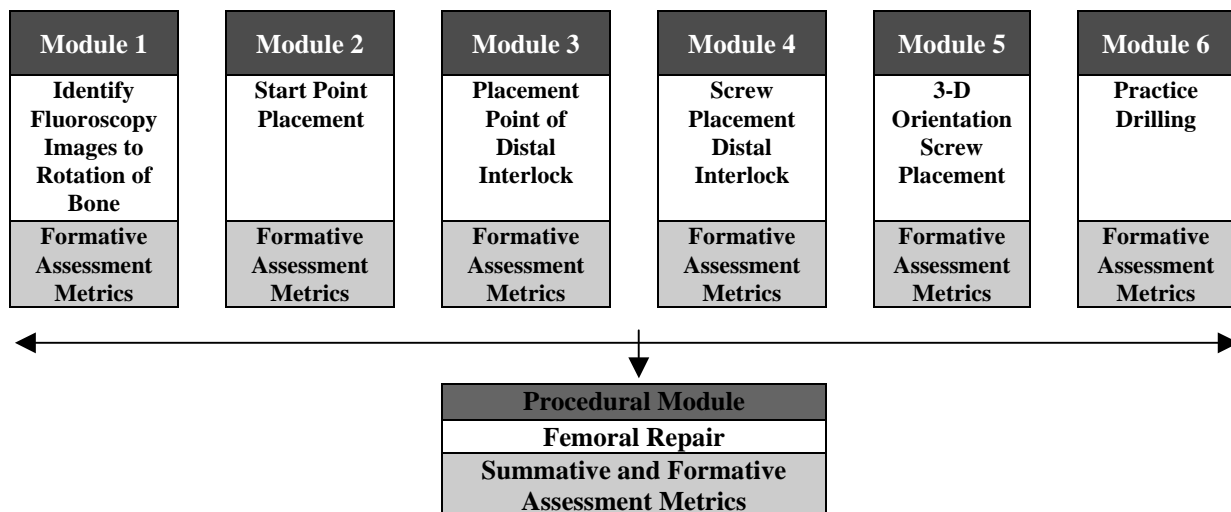 Module 1
Identify
Fluoroscopy
Images to
Rotation of
Bone
Formative
Assessment
Metrics
Module 2
Start Point
Placement
Formative
Assessment
Metrics
Module 3
Placement
Point of
Distal
Interlock
Formative
Assessment
Metrics
Module 4
Screw
Placement
Distal
Interlock
Formative
Assessment
Metrics
Module 5
3-D
Orientation
Screw
Placement
Formative
Assessment
Metrics
Module 6
Practice
Drilling
Formative
Assessment
Metrics
Procedural Module
Femoral Repair
Summative and Formative
Assessment Metrics